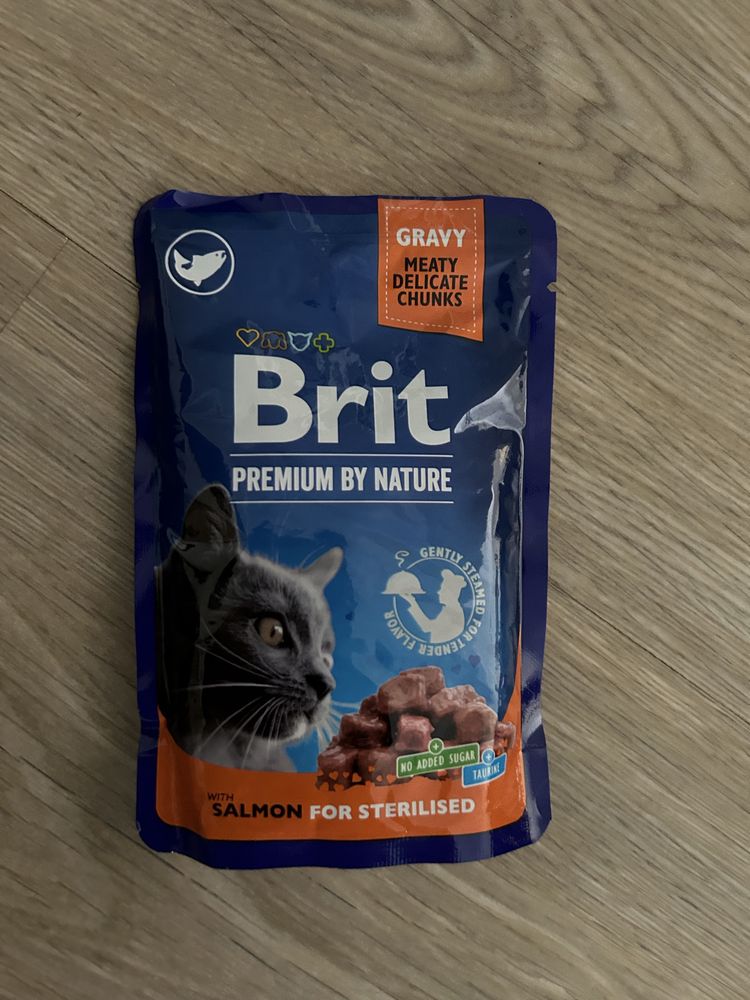 GRAVY
MEATY
DELICATE
CHUNKS
Brit
PREMIUM BY NATURE
GENTLY STEAMED FOR TENDER FLAVOR
NO ADDED SUGAR
TAURINE
WITH
SALMON FOR STERILISED